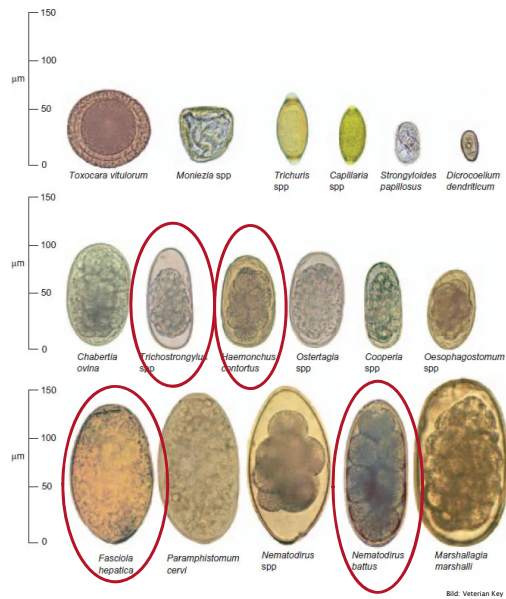 150
100
μm
50
0
Toxocara vitulorum
Moniezia spp
Trichuris
spp
Capillaria
spp
Strongyloides
papillosus
Dicrocoelium
dendriticum
150
100
μm
50
0
Chabertia
ovina
Trichostrongylus
spp
Haemonchus
contortus
Ostertagia
spp
Cooperia
spp
Oesophagostomum
spp
150
100
μm
50
0
Fasciola
hepatica
Paramphistomum
cervi
Nematodirus
spp
Nematodirus
battus
Marshallagia
marshalli
Bild: Veterian Key